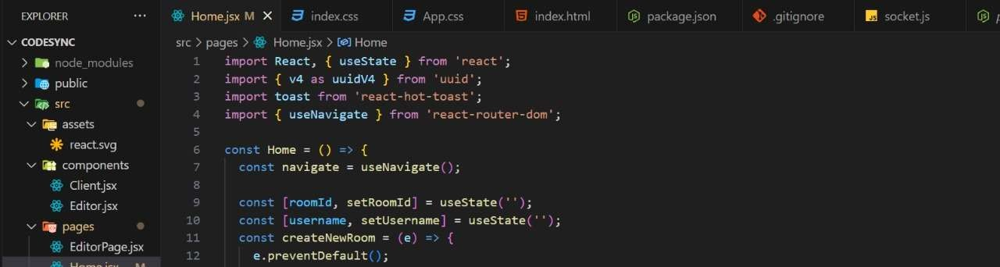 EXPLORER ...
Home.jsx M × index.css App.css index.html package.json .gitignore socket.js
CODESYNC
node_modules
public
src
assets
react.svg
components
Client.jsx
Editor.jsx
pages
EditorPage.jsx
Home.jsx M
src > pages > Home.jsx > Home
1 import React, { useState } from 'react';
2 import { v4 as uuidV4 } from 'uuid';
3 import toast from 'react-hot-toast';
4 import { useNavigate } from 'react-router-dom';
5
6 const Home = () => {
7 const navigate = useNavigate();
8
9 const [roomId, setRoomId] = useState('');
10 const [username, setUsername] = useState('');
11 const createNewRoom = (e) => {
12 e.preventDefault();